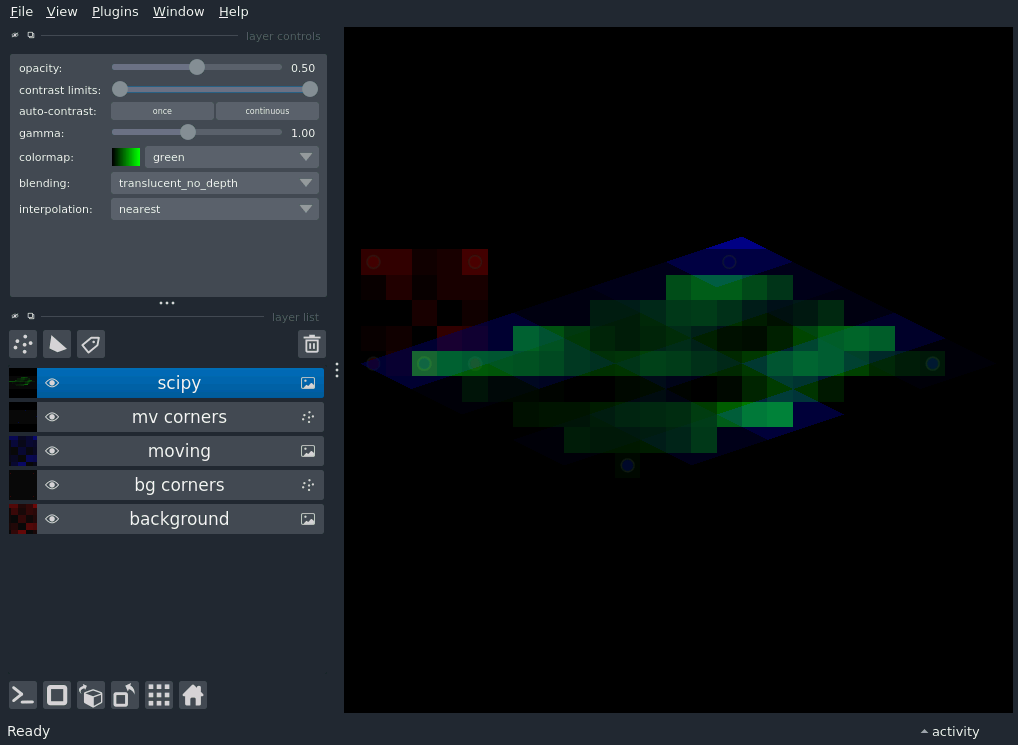 File View Plugins Window Help
layer controls
opacity: 0.50
contrast limits:
auto-contrast: once continuous
gamma: 1.00
colormap: green
blending: translucent_no_depth
interpolation: nearest
layer list
scipy
mv corners
moving
bg corners
background
Ready activity